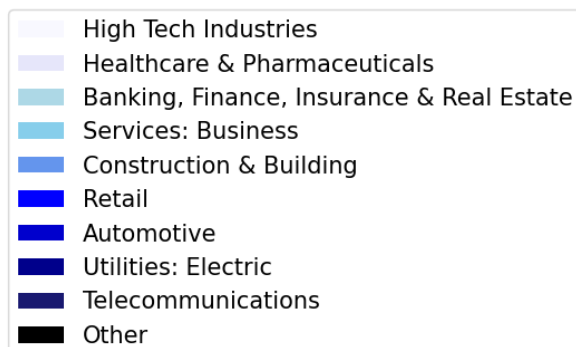 High Tech Industries
Healthcare & Pharmaceuticals
Banking, Finance, Insurance & Real Estate
Services: Business
Construction & Building
Retail
Automotive
Utilities: Electric
Telecommunications
Other